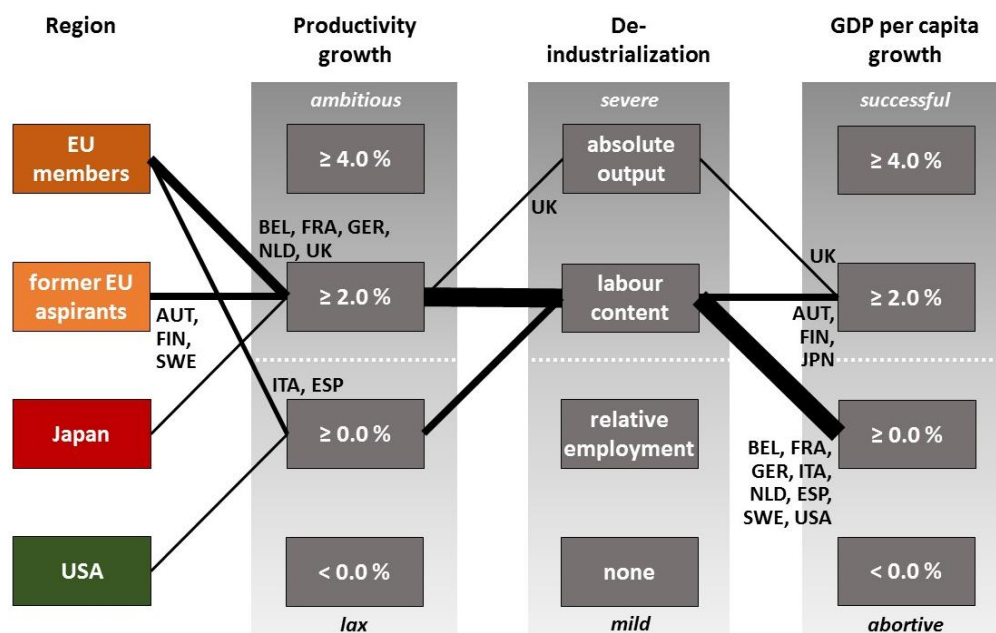 Region
Productivity
growth
De-
industrialization
GDP per capita
growth
ambitious
severe
successful
EU
members
≥ 4.0 %
absolute
output
≥ 4.0 %
UK
BEL, FRA, GER,
NLD, UK
UK
former EU
aspirants
≥ 2.0 %
labour
content
≥ 2.0 %
AUT,
FIN,
SWE
AUT,
FIN,
JPN
ITA, ESP
Japan
≥ 0.0 %
relative
employment
≥ 0.0 %
BEL, FRA,
GER, ITA,
NLD, ESP,
SWE, USA
USA
< 0.0 %
none
< 0.0 %
lax
mild
abortive